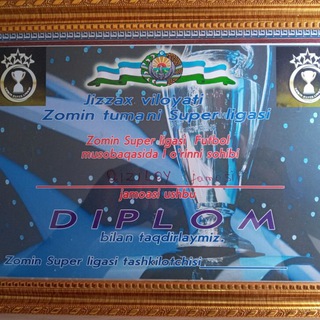 Jizzax viloyati
Zomin tumani Super ligasi
Zomin Super ligasi Futbol
musobaqasida I o'rinni sohibi
jamoasi ushbu
DIPLOM
bilan taqdirlaymiz.
Zomin Super ligasi tashkilotchisi